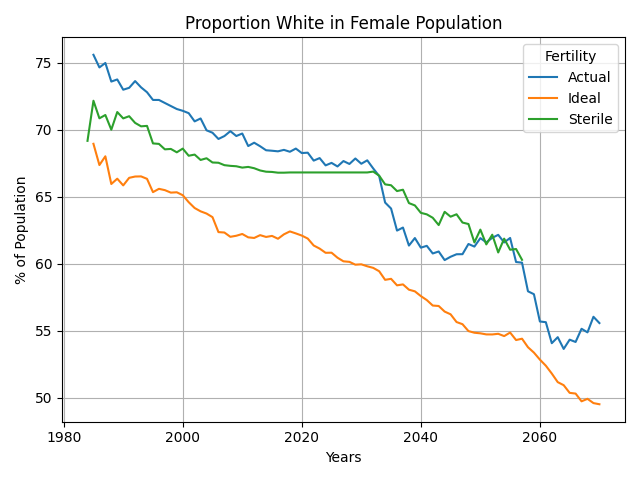 Proportion White in Female Population
Fertility
Actual
Ideal
Sterile
% of Population
75
70
65
60
55
50
1980
2000
2020
2040
2060
Years